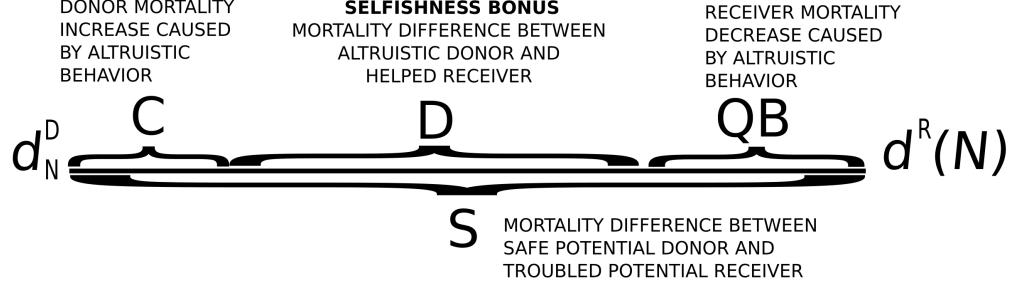 DONOR MORTALITY
INCREASE CAUSED
BY ALTRUISTIC
BEHAVIOR
SELFISHNESS BONUS
MORTALITY DIFFERENCE BETWEEN
ALTRUISTIC DONOR AND
HELPED RECEIVER
RECEIVER MORTALITY
DECREASE CAUSED
BY ALTRUISTIC
BEHAVIOR
C
D
QB
d^D_N
d^R(N)
S
MORTALITY DIFFERENCE BETWEEN
SAFE POTENTIAL DONOR AND
TROUBLED POTENTIAL RECEIVER